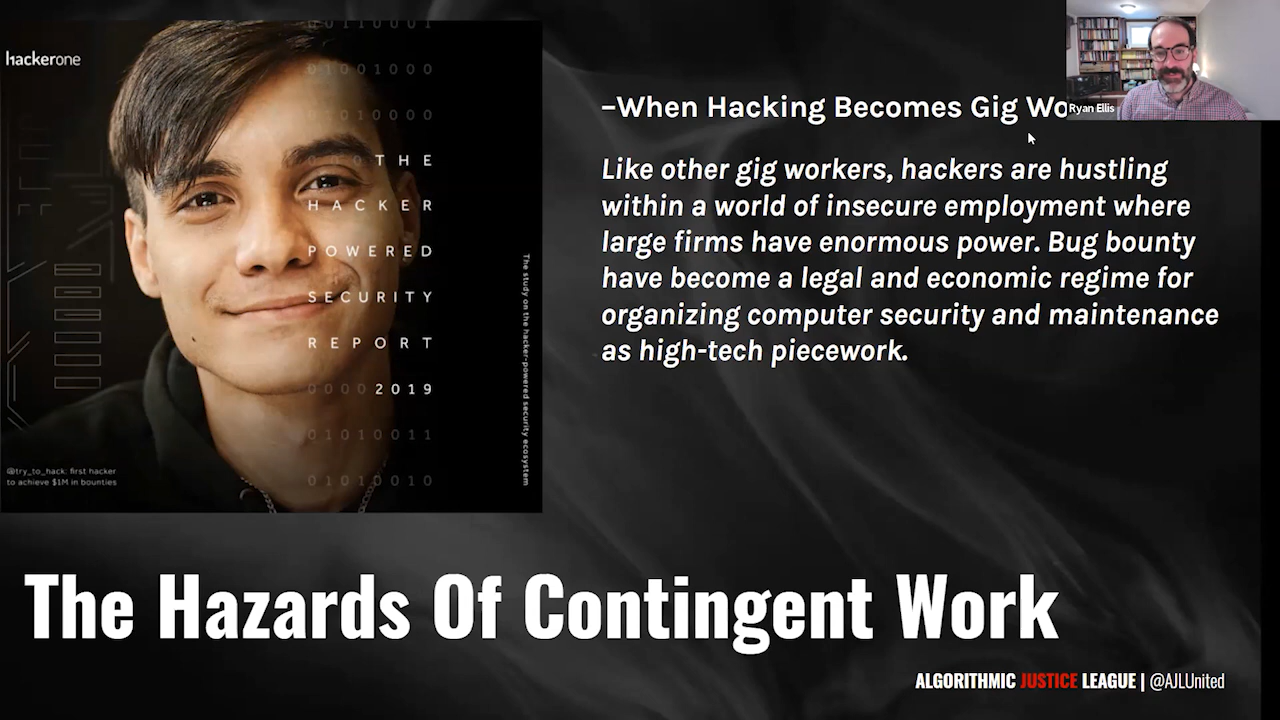 hackerone
01001000
THE
HACKER
POWERED
SECURITY
REPORT
00002019
01010011
01010010
The study on the hacker-powered security ecosystem
@try_to_hack: first hacker
to achieve $1M in bounties
–When Hacking Becomes Gig Wo
Ryan Ellis
Like other gig workers, hackers are hustling
within a world of insecure employment where
large firms have enormous power. Bug bounty
have become a legal and economic regime for
organizing computer security and maintenance
as high-tech piecework.
The Hazards Of Contingent Work
ALGORITHMIC JUSTICE LEAGUE | @AJLUnited